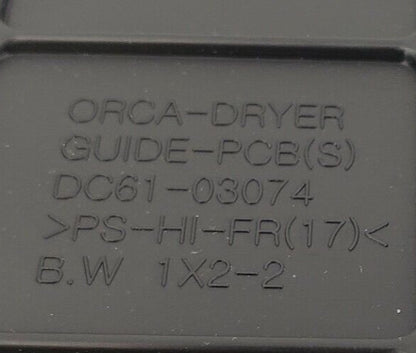 ORCA-DRYER
GUIDE-PCB(S)
DC61-03074
>PS-HI-FR(17)<
B.W 1X2-2